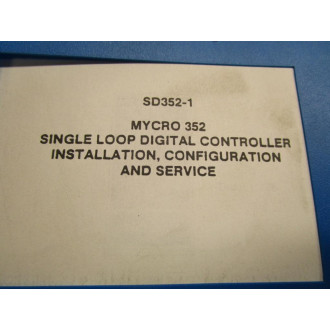 SD352-1
MYCRO 352
SINGLE LOOP DIGITAL CONTROLLER
INSTALLATION, CONFIGURATION
AND SERVICE